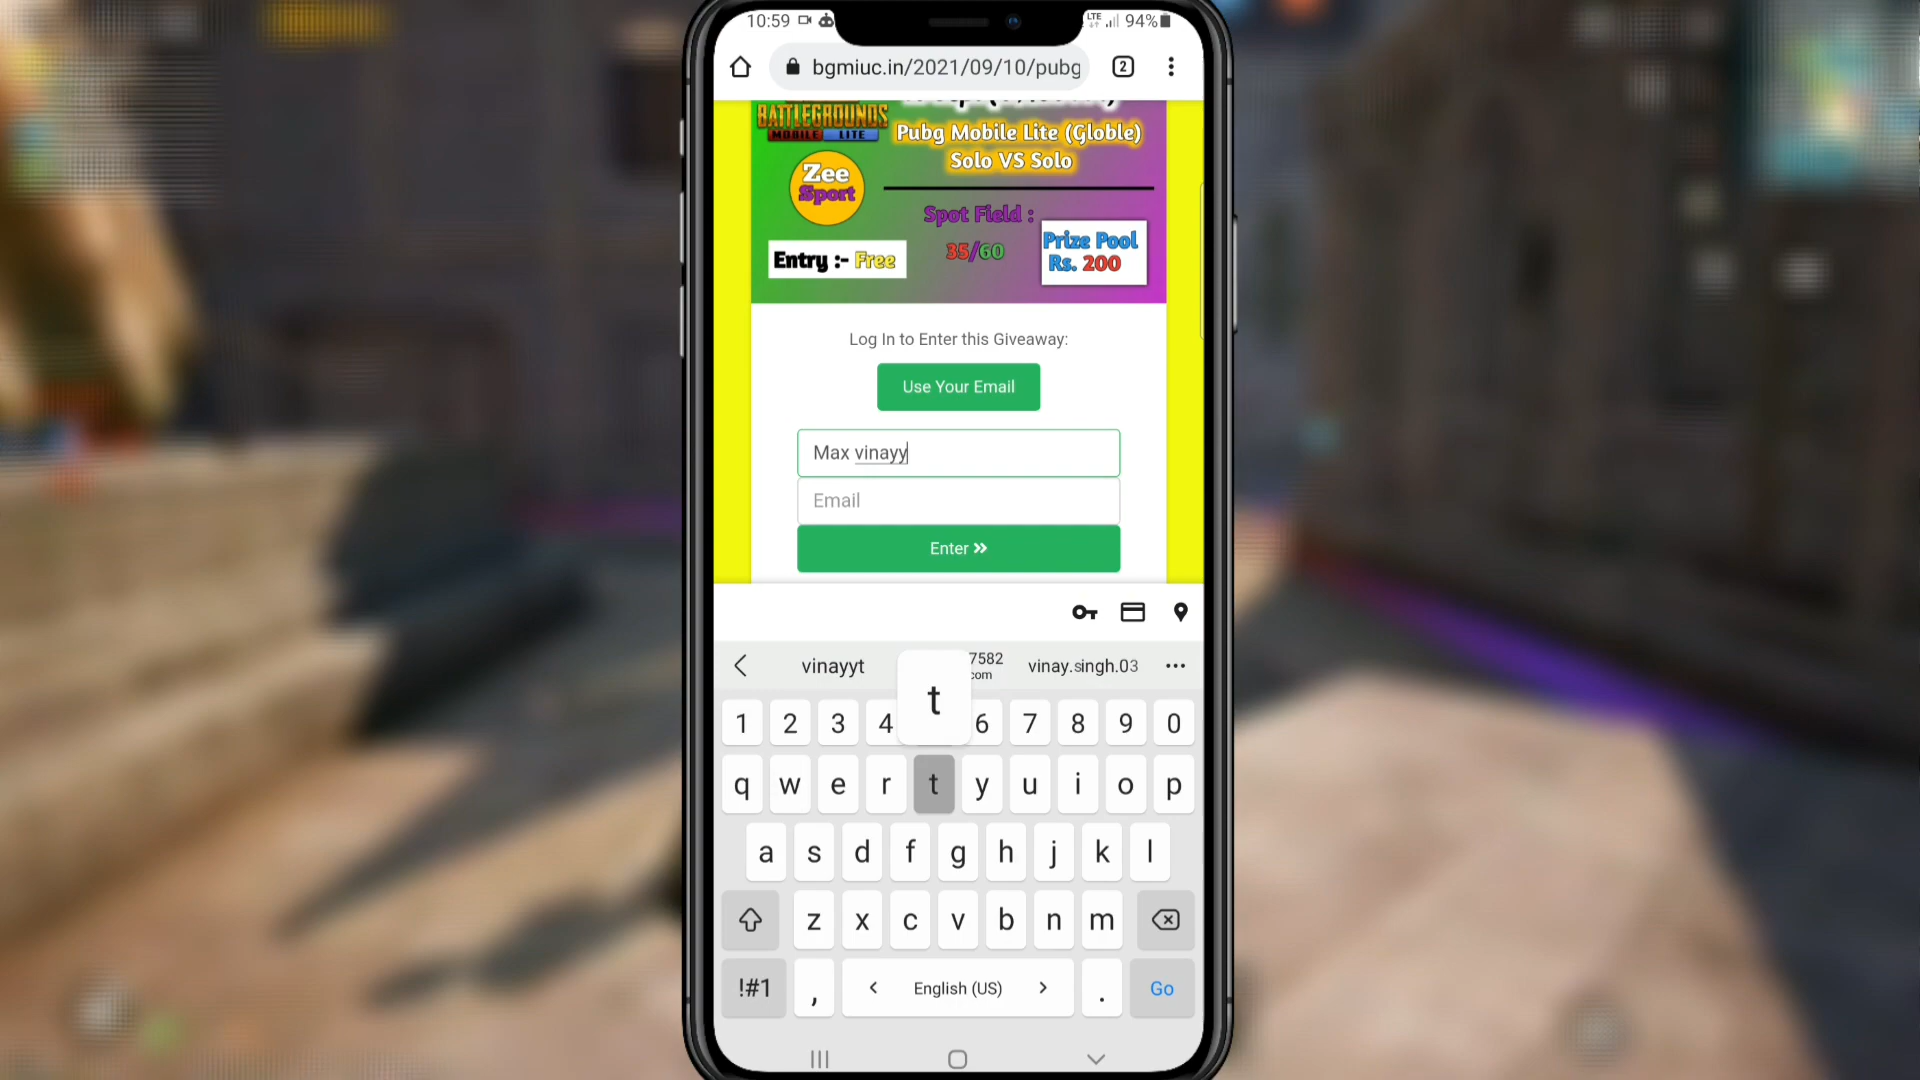 10:59
LTE
94%
bgmiuc.in/2021/09/10/pubg
2
BATTLEGROUNDS
MOBILE LITE
Pubg Mobile Lite (Globle)
Solo VS Solo
Zee
Sport
Spot Field :
35/60
Entry :- Free
Prize Pool
Rs. 200
Log In to Enter this Giveaway:
Use Your Email
Max vinayy
Email
Enter »
vinayyt
7582
com
vinay.singh.03
t
1 2 3 4 6 7 8 9 0
q w e r t y u i o p
a s d f g h j k l
z x c v b n m
!#1 , < English (US) > . Go